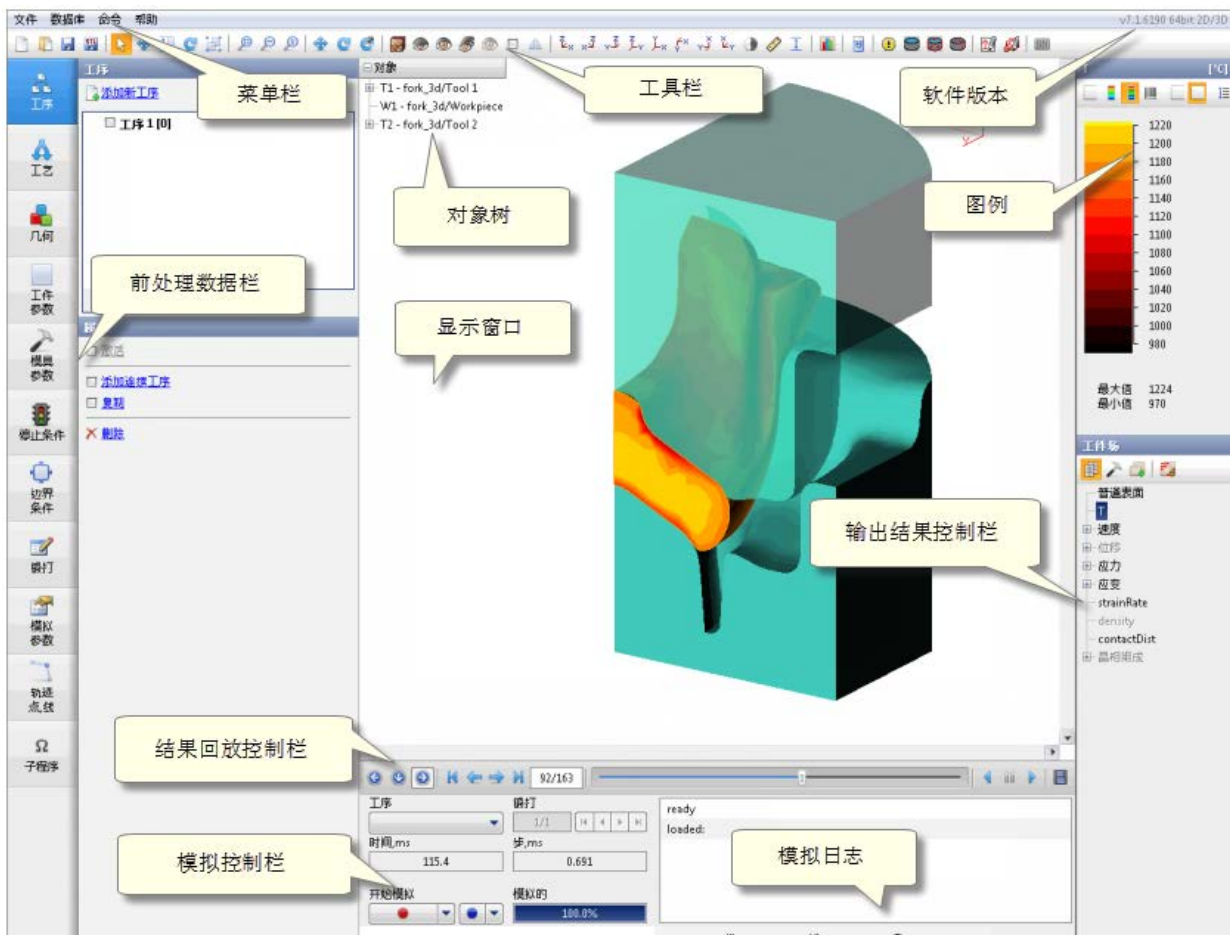 文件 数据库 命令 帮助
v7.1.6190 64bit 2D/3D
工序
添加新工序
工序 1 [0]
菜单栏
对象
T1 - fork_3d/Tool 1
W1 - fork_3d/Workpiece
T2 - fork_3d/Tool 2
工具栏
软件版本
[°C]
1220
1200
1180
1160
1140
1120
1100
1080
1060
1040
1020
1000
980
图例
最大值 1224
最小值 970
对象树
显示窗口
前处理数据栏
工序
工艺
几何
工件
参数
模具
参数
停止条件
边界
条件
锻打
模拟
参数
轨迹
点,线
Ω
子程序
激活
添加连续工序
复制
删除
工件场
普通表面
T
速度
位移
应力
应变
strainRate
density
contactDist
晶相组成
输出结果控制栏
结果回放控制栏
92/163
工序
锻打
1/1
时间,ms
步,ms
115.4
0.691
开始模拟
模拟的
100.0%
模拟控制栏
ready
loaded:
模拟日志